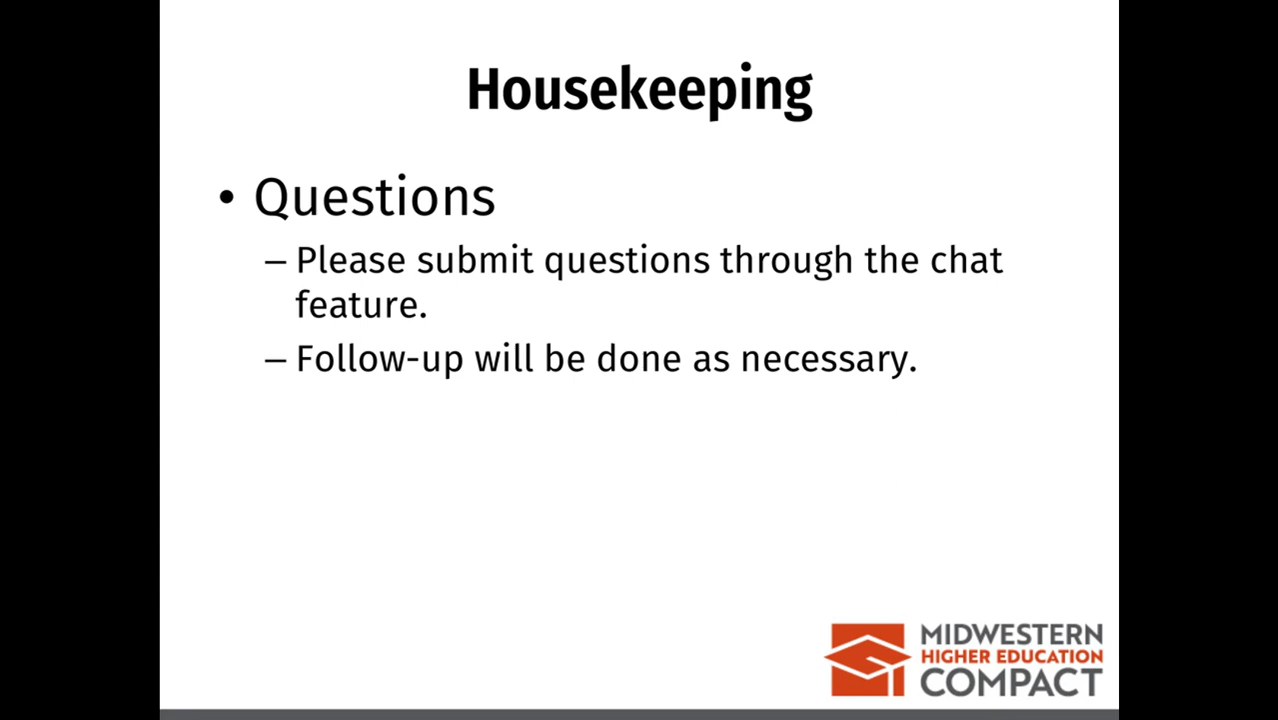 Housekeeping
• Questions
– Please submit questions through the chat
feature.
– Follow-up will be done as necessary.
MIDWESTERN
HIGHER EDUCATION
COMPACT